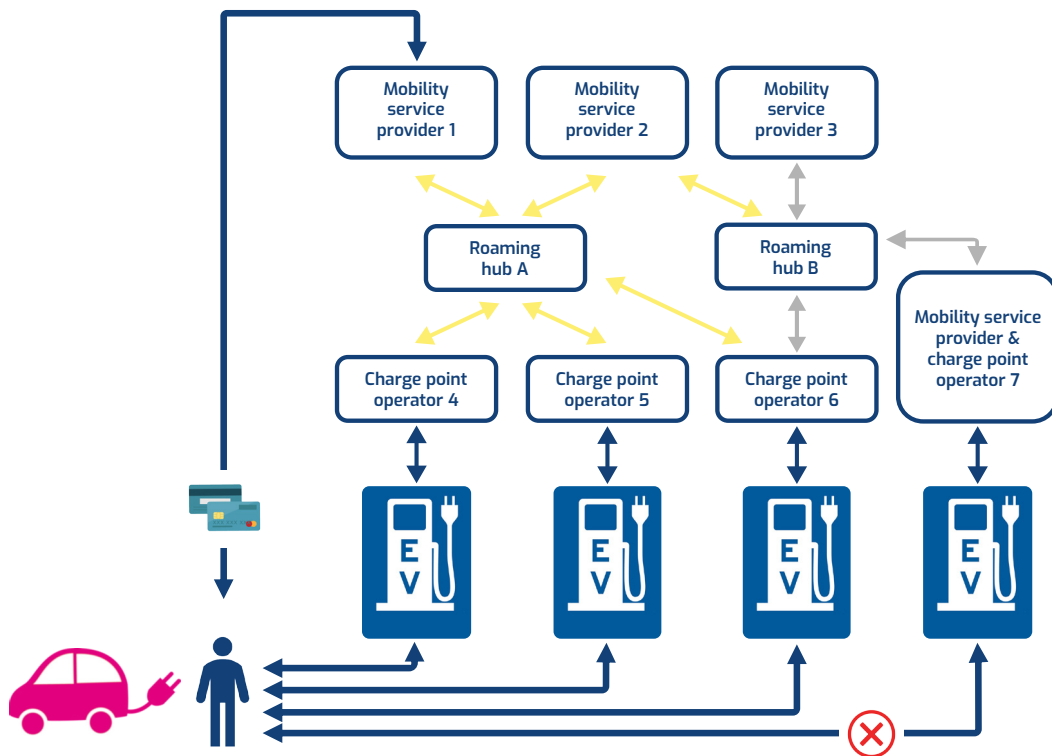 Mobility
service
provider 1
Mobility
service
provider 2
Mobility
service
provider 3
Roaming
hub A
Roaming
hub B
Mobility service
provider &
charge point
operator 7
Charge point
operator 4
Charge point
operator 5
Charge point
operator 6
E
V
E
V
E
V
E
V